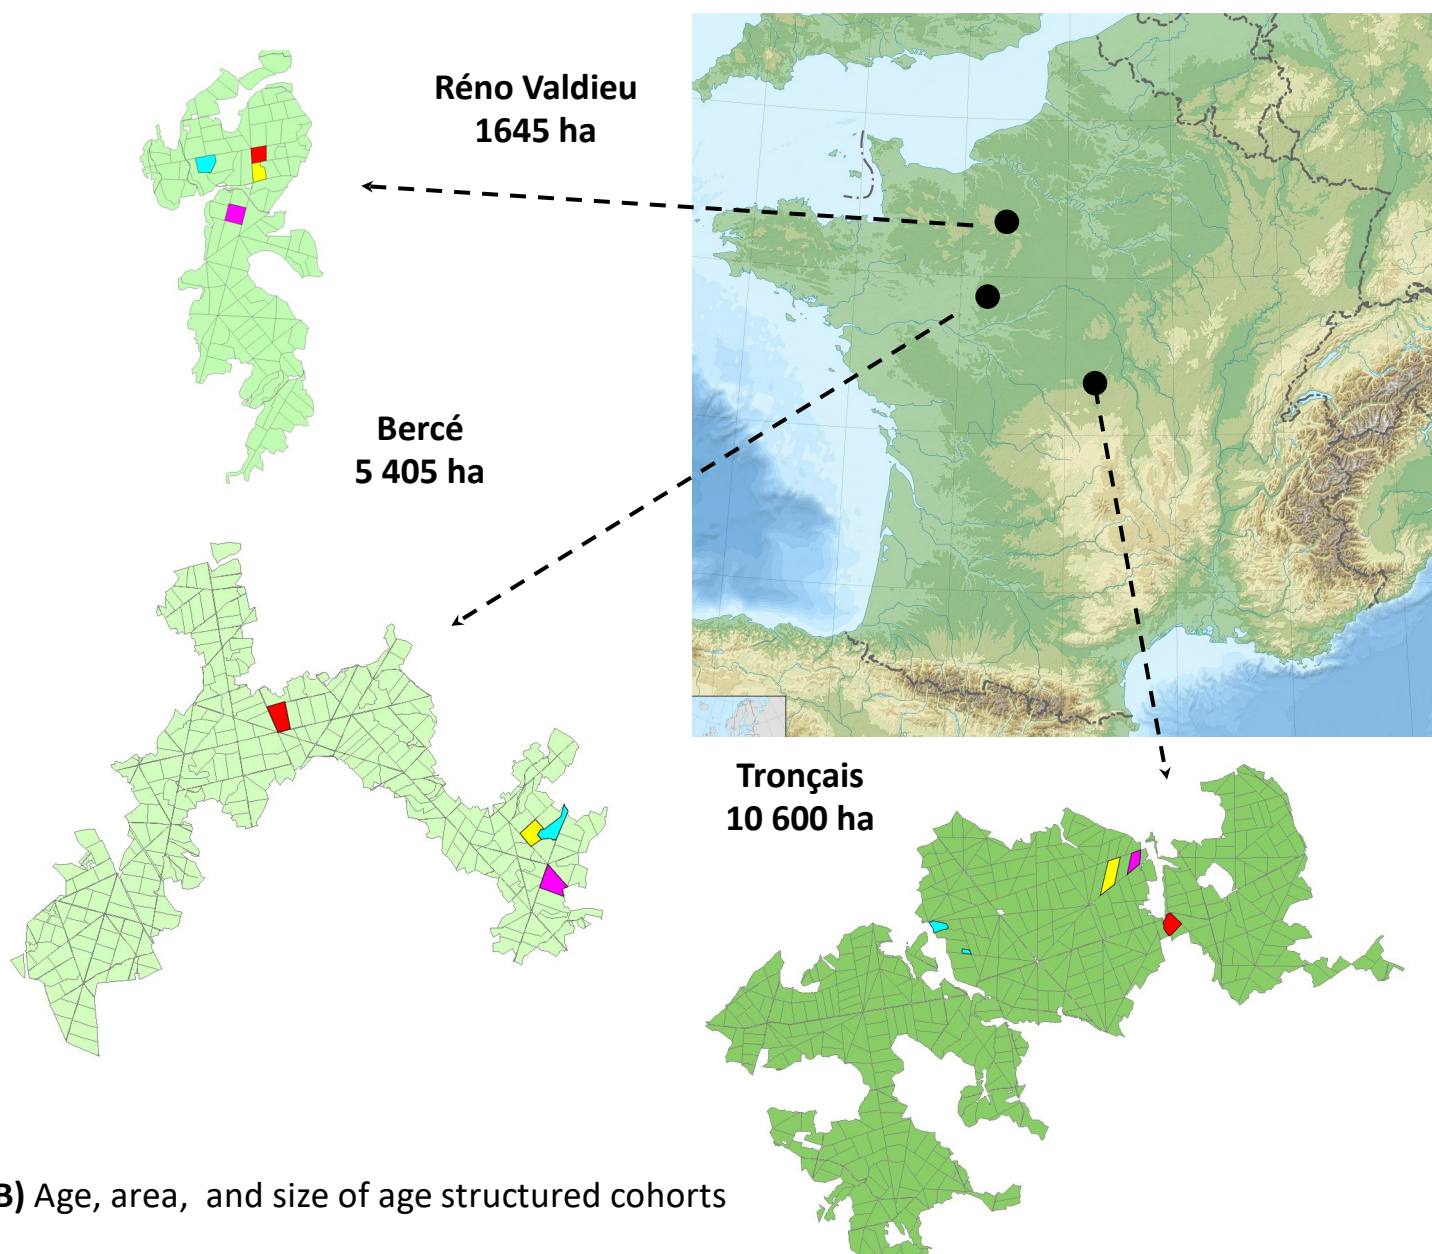 Réno Valdieu
1645 ha
Bercé
5 405 ha
Tronçais
10 600 ha
B) Age, area, and size of age structured cohorts